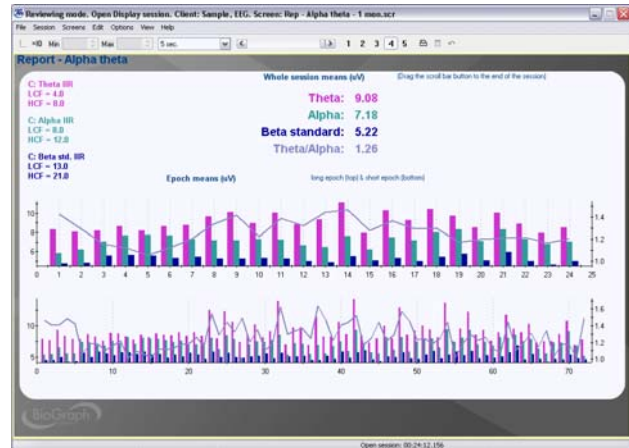 Reviewing mode. Open Display session. Client: Sample, EEG. Screen: Rep - Alpha theta - 1 mon.scr
File Session Screens Edit Options View Help
Min Max 5 sec. 1 2 3 4 5
Report - Alpha theta
Whole session means (uV) (Drag the scroll bar button to the end of the session)
C: Theta IIR
LCF = 4.0
HCF = 8.0
C: Alpha IIR
LCF = 8.0
HCF = 12.0
C: Beta std. IIR
LCF = 13.0
HCF = 21.0
Theta: 9.08
Alpha: 7.18
Beta standard: 5.22
Theta/Alpha: 1.26
Epoch means (uV) long epoch (top) & short epoch (bottom)
10
8
6
1.4
1.2
1.0
0 1 2 3 4 5 6 7 8 9 10 11 12 13 14 15 16 17 18 19 20 21 22 23 24 25
10
5
1.6
1.4
1.2
1.0
0 10 20 30 40 50 60 70
BioGraph
Open session: 00:24:12.156